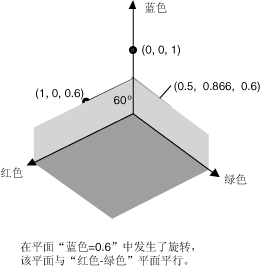 蓝色
(0, 0, 1)
(1, 0, 0.6)
(0.5, 0.866, 0.6)
60°
红色
绿色
在平面“蓝色=0.6”中发生了旋转，
该平面与“红色-绿色”平面平行。